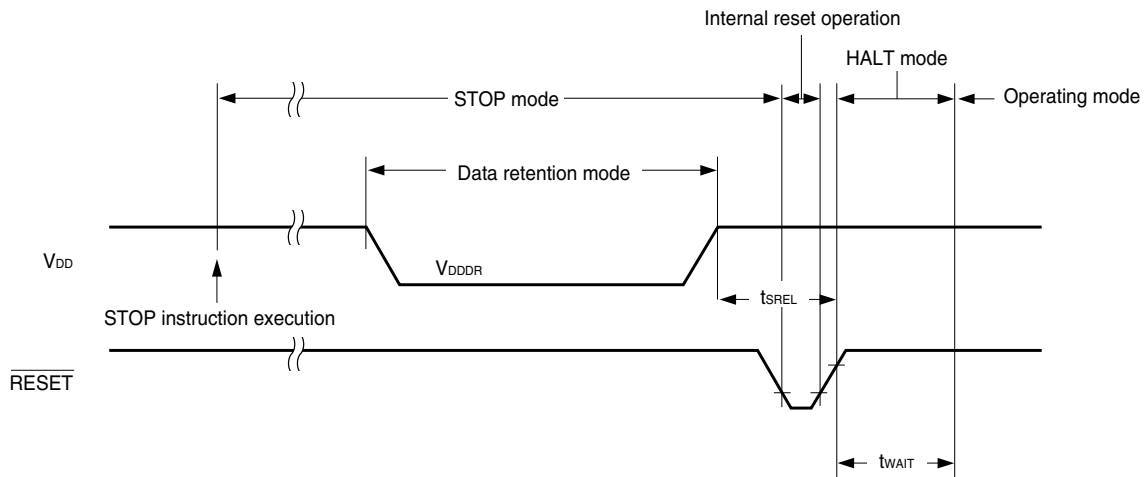 Internal reset operation
HALT mode
STOP mode
Operating mode
Data retention mode
VDD
VDDDR
tSREL
STOP instruction execution
RESET
tWAIT